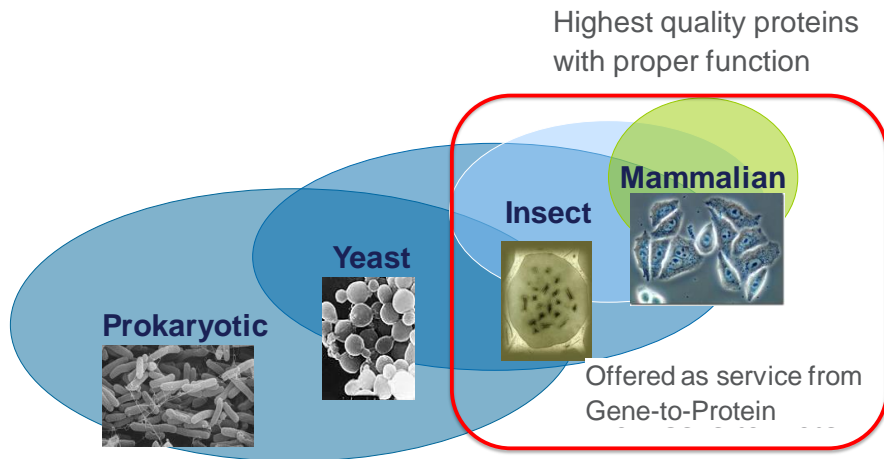 Highest quality proteins
with proper function
Mammalian
Insect
Yeast
Prokaryotic
Offered as service from
Gene-to-Protein